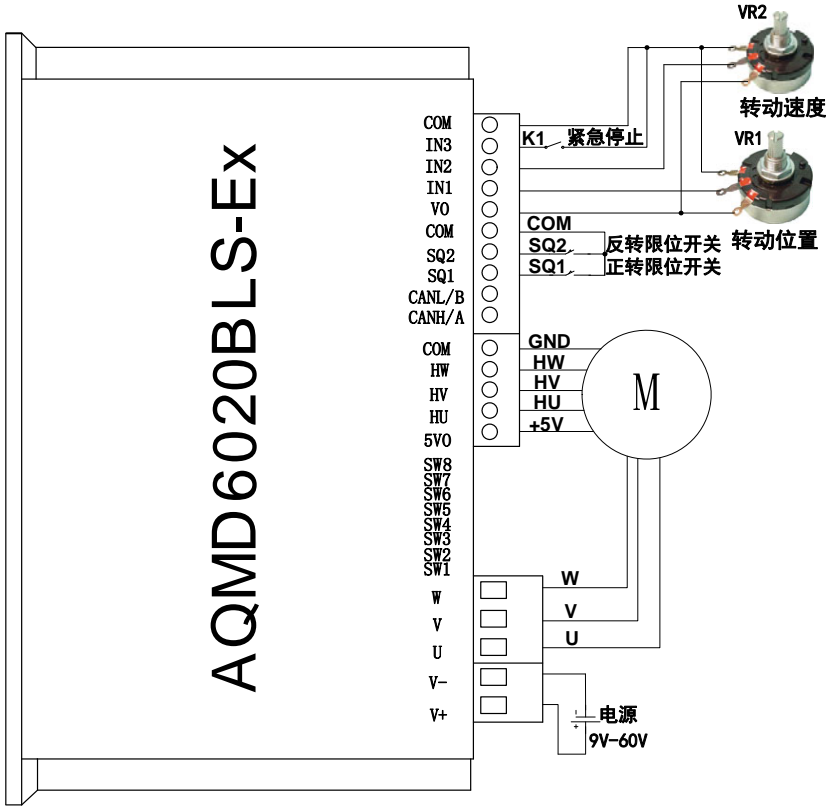 VR2
转动速度
VR1
转动位置
AQMD6020BLS-Ex
COM
IN3
IN2
IN1
VO
COM
SQ2
SQ1
CANL/B
CANH/A
K1 紧急停止
COM
SQ2 反转限位开关
SQ1 正转限位开关
COM
HW
HV
HU
5VO
GND
HW
HV
HU
+5V
M
SW8
SW7
SW6
SW5
SW4
SW3
SW2
SW1
W
V
U
V-
V+
W
V
U
电源
9V-60V